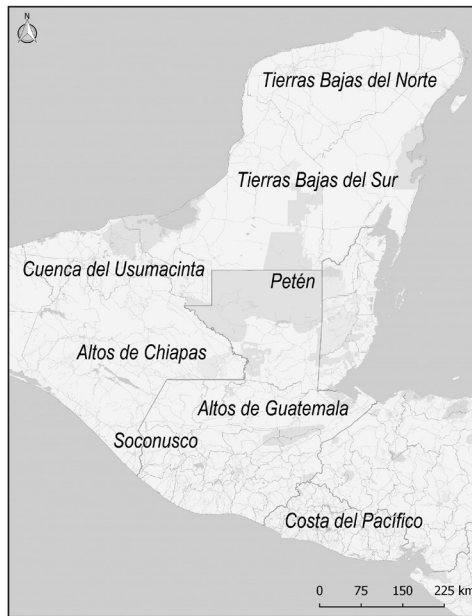 N
Tierras Bajas del Norte
Tierras Bajas del Sur
Cuenca del Usumacinta
Petén
Altos de Chiapas
Altos de Guatemala
Soconusco
Costa del Pacífico
0 75 150 225 km